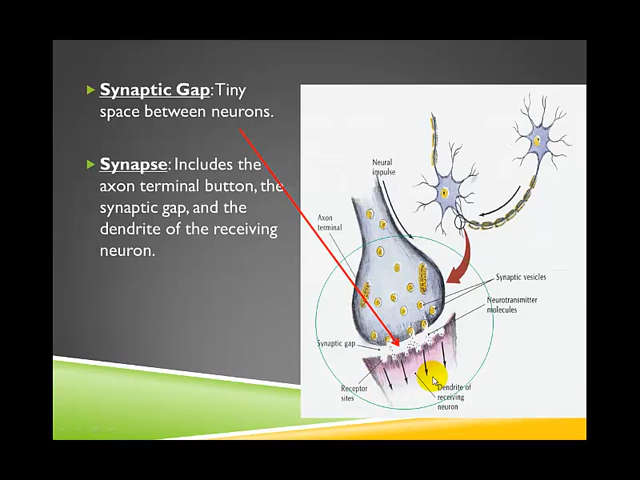 Synaptic Gap: Tiny
space between neurons.
Synapse: Includes the
axon terminal button, the
synaptic gap, and the
dendrite of the receiving
neuron.
Neural
impulse
Axon
terminal
Synaptic vesicles
Neurotransmitter
molecules
Synaptic gap
Receptor
sites
Dendrite of
receiving
neuron